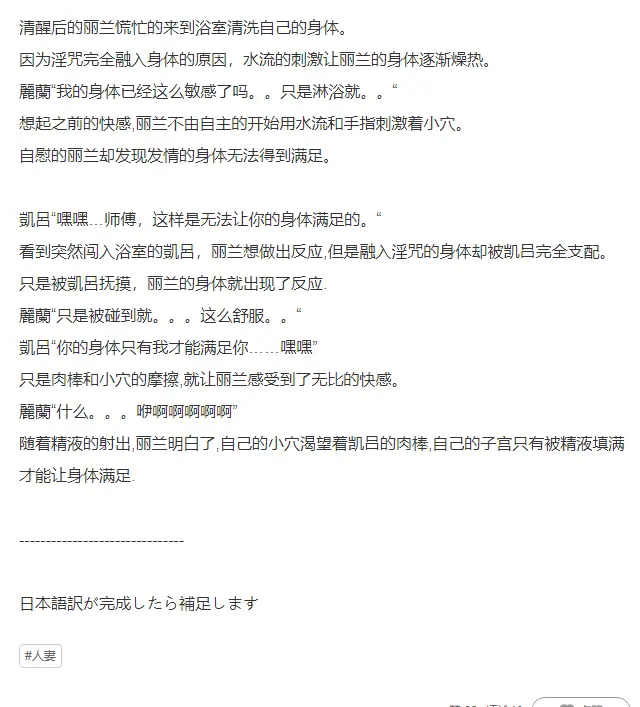 清醒后的丽兰慌忙的来到浴室清洗自己的身体。
因为淫咒完全融入身体的原因，水流的刺激让丽兰的身体逐渐燥热。
麗蘭“我的身体已经这么敏感了吗。。只是淋浴就。。“
想起之前的快感,丽兰不由自主的开始用水流和手指刺激着小穴。
自慰的丽兰却发现发情的身体无法得到满足。
凱呂“嘿嘿…师傅，这样是无法让你的身体满足的。“
看到突然闯入浴室的凱呂，丽兰想做出反应,但是融入淫咒的身体却被凯吕完全支配。
只是被凱呂抚摸，丽兰的身体就出现了反应.
麗蘭“只是被碰到就。。。这么舒服。。“
凱呂“你的身体只有我才能满足你……嘿嘿”
只是肉棒和小穴的摩擦,就让丽兰感受到了无比的快感。
麗蘭“什么。。。咿啊啊啊啊啊”
随着精液的射出,丽兰明白了,自己的小穴渴望着凯吕的肉棒,自己的子宫只有被精液填满
才能让身体满足.
-------------------------------
日本語訳が完成したら補足します
#人妻